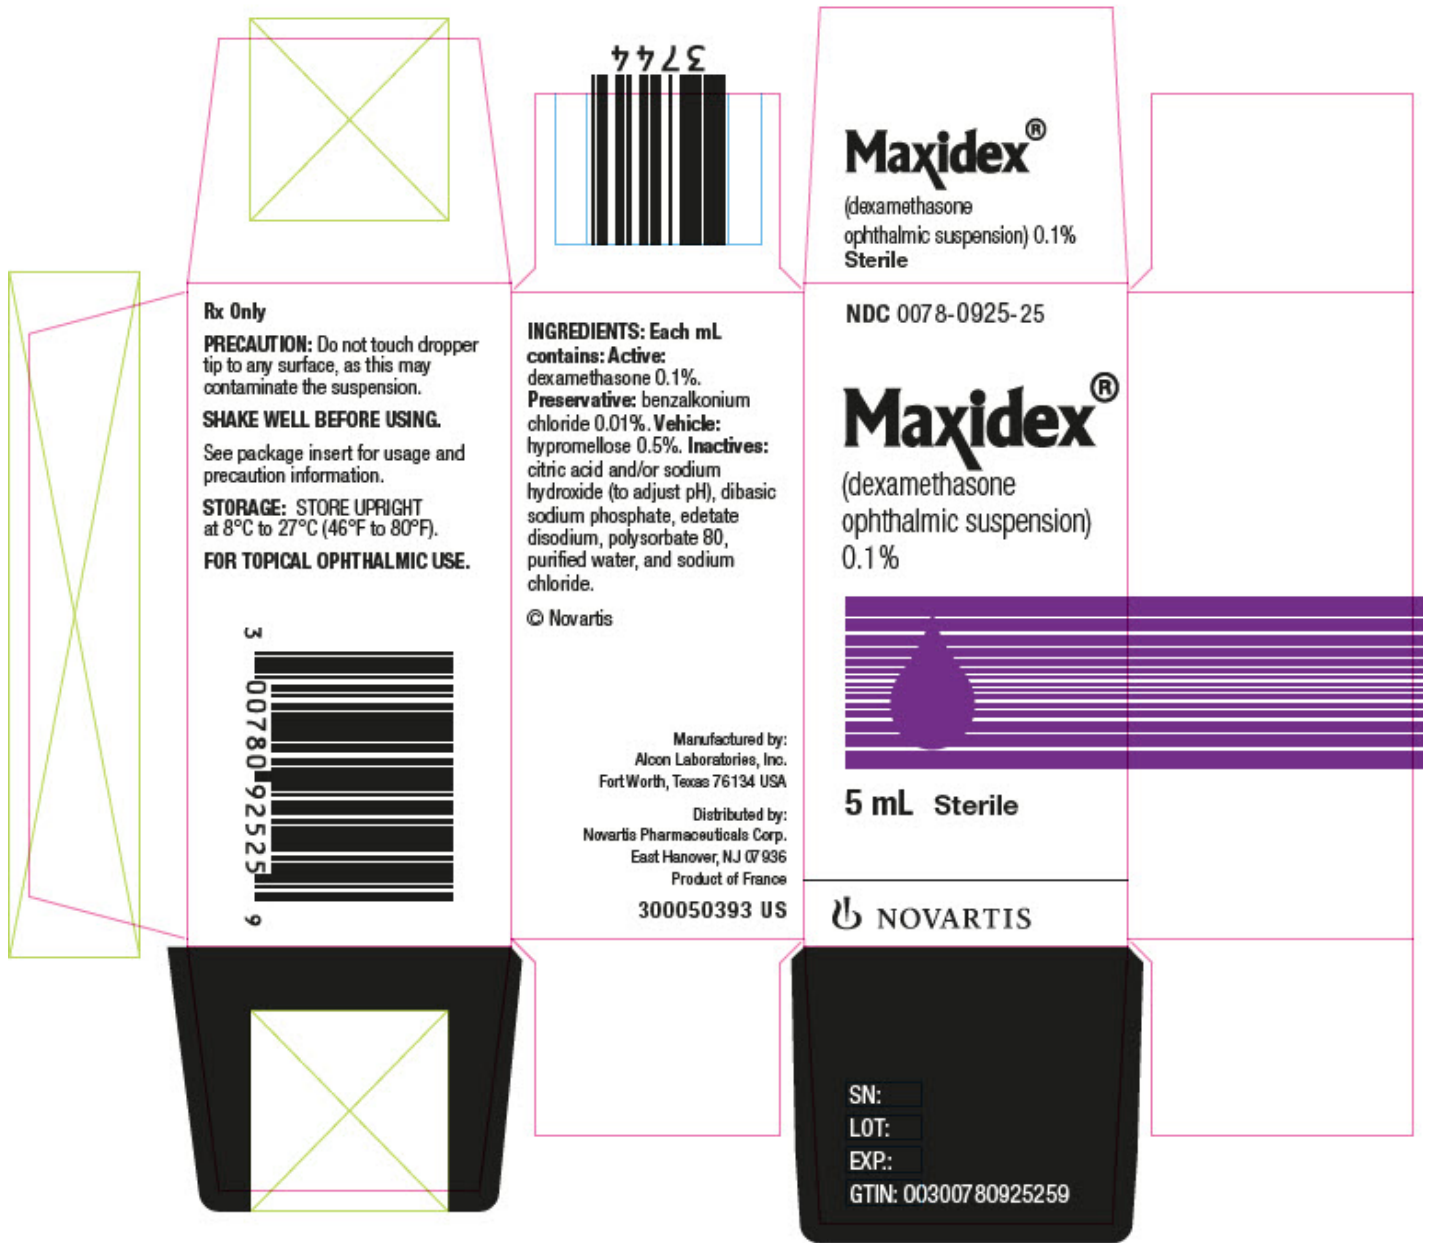 3744
Maxidex®
(dexamethasone
ophthalmic suspension) 0.1%
Sterile
Rx Only
PRECAUTION: Do not touch dropper
tip to any surface, as this may
contaminate the suspension.
SHAKE WELL BEFORE USING.
See package insert for usage and
precaution information.
STORAGE: STORE UPRIGHT
at 8°C to 27°C (46°F to 80°F).
FOR TOPICAL OPHTHALMIC USE.
3 0078092525 9
INGREDIENTS: Each mL
contains: Active:
dexamethasone 0.1%.
Preservative: benzalkonium
chloride 0.01%. Vehicle:
hypromellose 0.5%. Inactives:
citric acid and/or sodium
hydroxide (to adjust pH), dibasic
sodium phosphate, edetate
disodium, polysorbate 80,
purified water, and sodium
chloride.
© Novartis
Manufactured by:
Alcon Laboratories, Inc.
Fort Worth, Texas 76134 USA
Distributed by:
Novartis Pharmaceuticals Corp.
East Hanover, NJ 07936
Product of France
300050393 US
NDC 0078-0925-25
Maxidex®
(dexamethasone
ophthalmic suspension)
0.1%
5 mL Sterile
NOVARTIS
SN:
LOT:
EXP.:
GTIN: 00300780925259